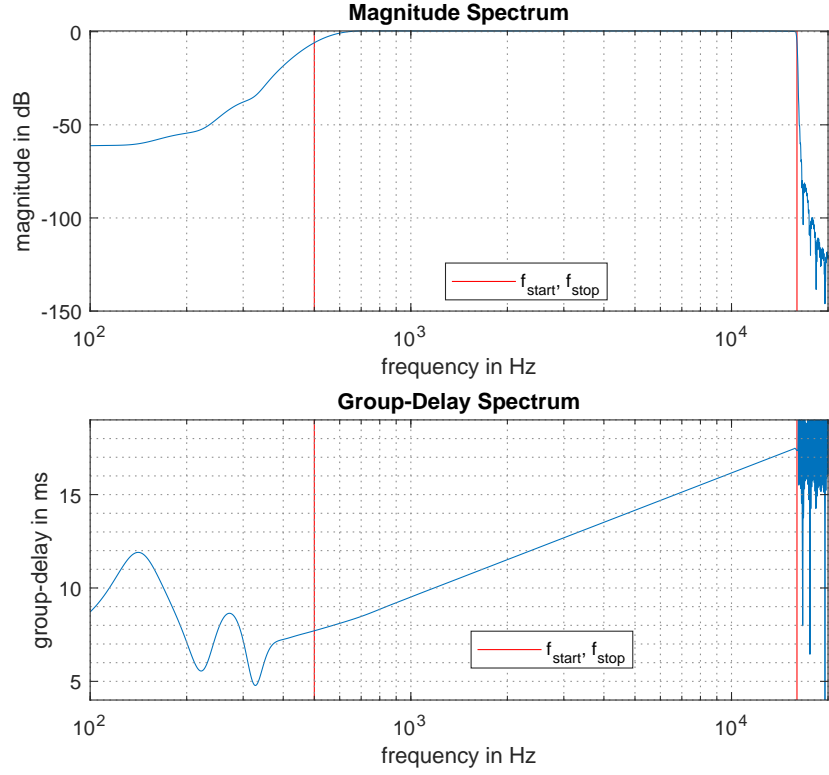 Magnitude Spectrum
magnitude in dB
0
-50
-100
-150
f_start, f_stop
10^2
10^3
10^4
frequency in Hz
Group-Delay Spectrum
group-delay in ms
15
10
5
f_start, f_stop
10^2
10^3
10^4
frequency in Hz